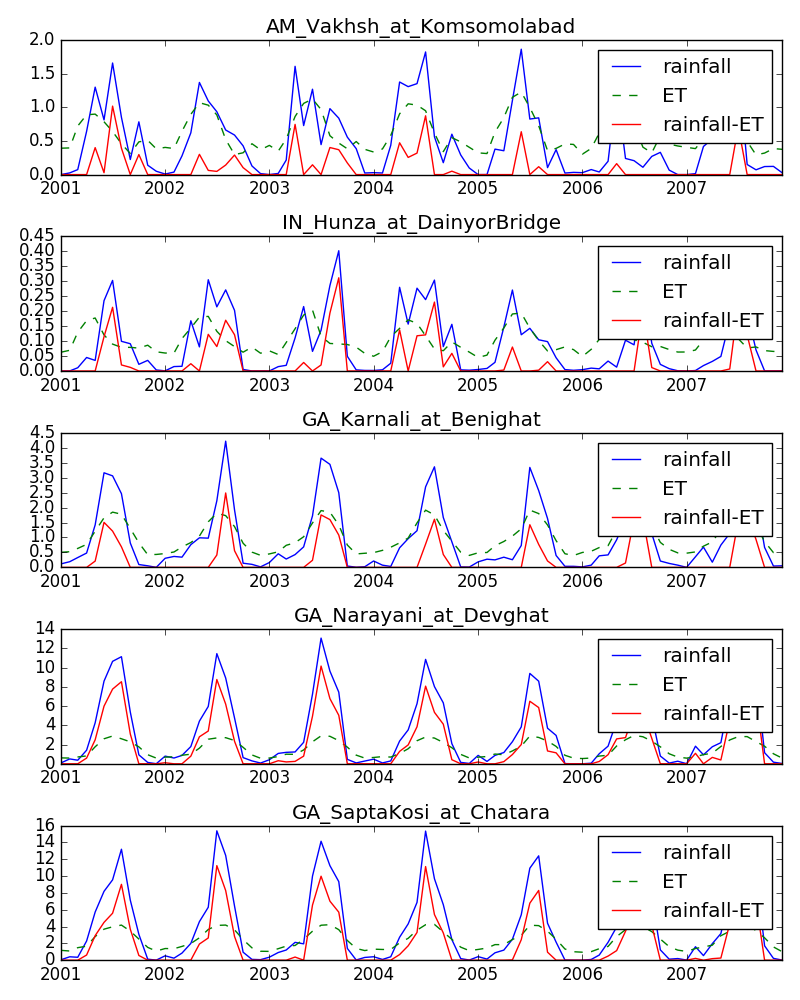 AM_Vakhsh_at_Komsomolabad
2.0
1.5
1.0
0.5
0.0
rainfall
ET
rainfall-ET
2001 2002 2003 2004 2005 2006 2007
IN_Hunza_at_DainyorBridge
0.45
0.40
0.35
0.30
0.25
0.20
0.15
0.10
0.05
0.00
rainfall
ET
rainfall-ET
2001 2002 2003 2004 2005 2006 2007
GA_Karnali_at_Benighat
4.5
4.0
3.5
3.0
2.5
2.0
1.5
1.0
0.5
0.0
rainfall
ET
rainfall-ET
2001 2002 2003 2004 2005 2006 2007
GA_Narayani_at_Devghat
14
12
10
8
6
4
2
0
rainfall
ET
rainfall-ET
2001 2002 2003 2004 2005 2006 2007
GA_SaptaKosi_at_Chatara
16
14
12
10
8
6
4
2
0
rainfall
ET
rainfall-ET
2001 2002 2003 2004 2005 2006 2007